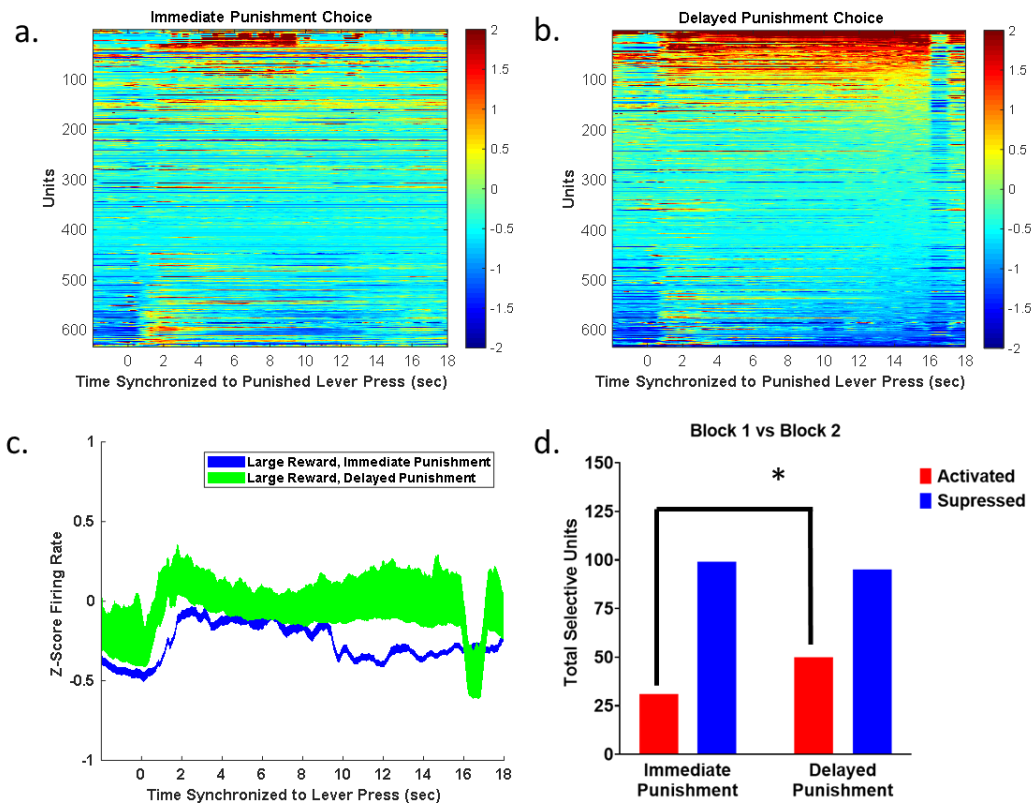 a.
Immediate Punishment Choice
Units
100
200
300
400
500
600
0 2 4 6 8 10 12 14 16 18
Time Synchronized to Punished Lever Press (sec)
2
1.5
1
0.5
0
-0.5
-1
-1.5
-2
b.
Delayed Punishment Choice
Units
100
200
300
400
500
600
0 2 4 6 8 10 12 14 16 18
Time Synchronized to Punished Lever Press (sec)
2
1.5
1
0.5
0
-0.5
-1
-1.5
-2
c.
Large Reward, Immediate Punishment
Large Reward, Delayed Punishment
Z-Score Firing Rate
1
0.5
0
-0.5
-1
0 2 4 6 8 10 12 14 16 18
Time Synchronized to Lever Press (sec)
d.
Block 1 vs Block 2
Total Selective Units
150
125
100
75
50
25
0
*
Activated
Supressed
Immediate Punishment
Delayed Punishment